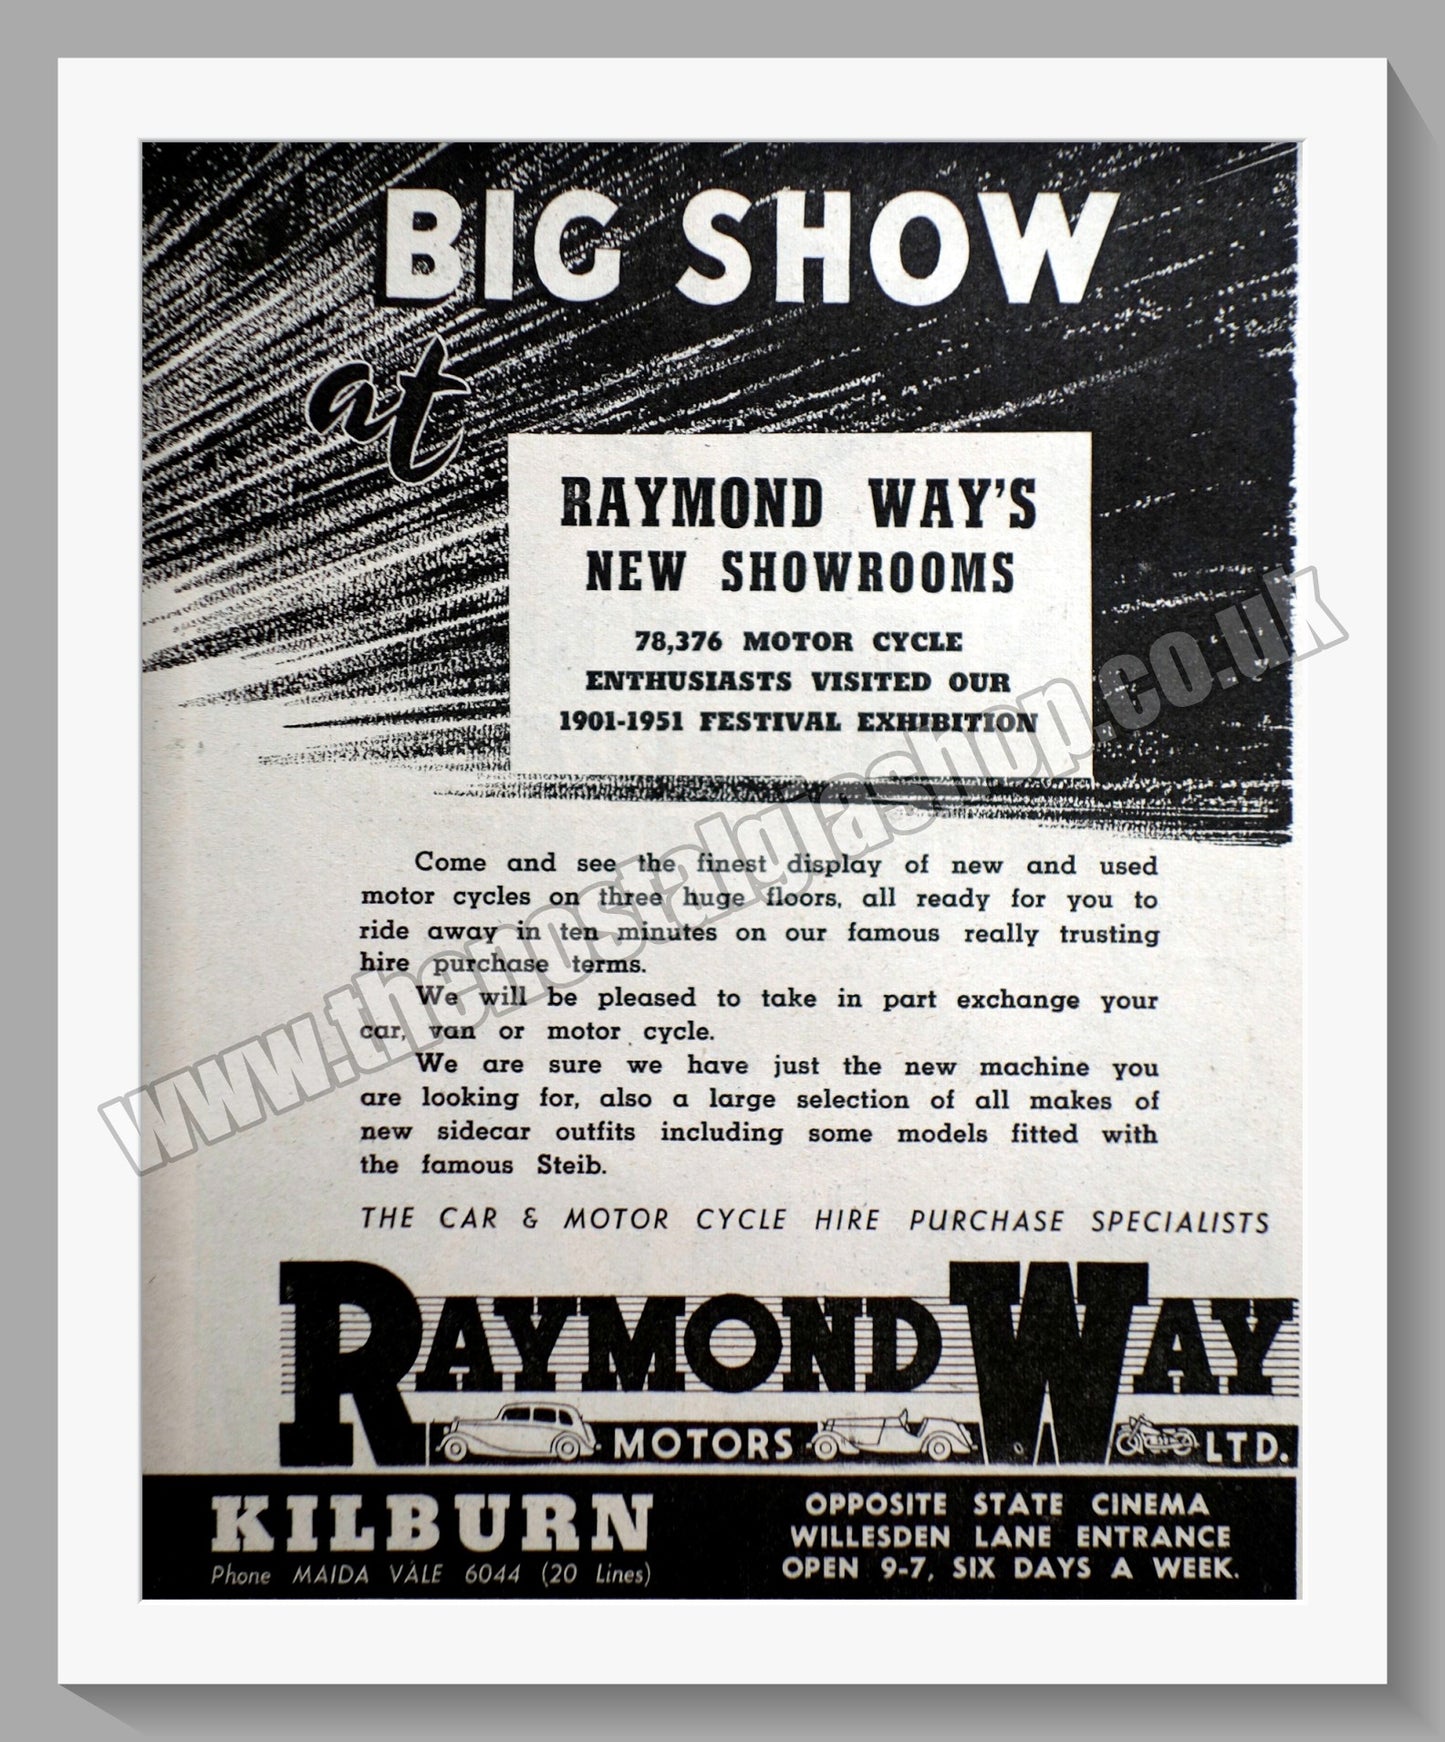 BIG SHOW
at
RAYMOND WAY'S
NEW SHOWROOMS
78,376 MOTOR CYCLE
ENTHUSIASTS VISITED OUR
1901-1951 FESTIVAL EXHIBITION
Come and see the finest display of new and used
motor cycles on three huge floors, all ready for you to
ride away in ten minutes on our famous really trusting
hire purchase terms.
We will be pleased to take in part exchange your
car, van or motor cycle.
We are sure we have just the new machine you
are looking for, also a large selection of all makes of
new sidecar outfits including some models fitted with
the famous Steib.
THE CAR & MOTOR CYCLE HIRE PURCHASE SPECIALISTS
RAYMOND WAY
MOTORS LTD.
KILBURN
Phone MAIDA VALE 6044 (20 Lines)
OPPOSITE STATE CINEMA
WILLESDEN LANE ENTRANCE
OPEN 9-7, SIX DAYS A WEEK.
www.thenostalgiashop.co.uk